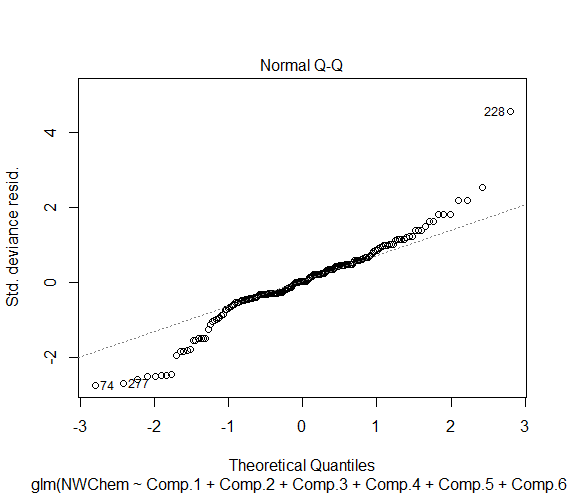 Normal Q-Q
Std. deviance resid.
4
2
0
-2
228
74
277
-3 -2 -1 0 1 2 3
Theoretical Quantiles
glm(NWChem ~ Comp.1 + Comp.2 + Comp.3 + Comp.4 + Comp.5 + Comp.6